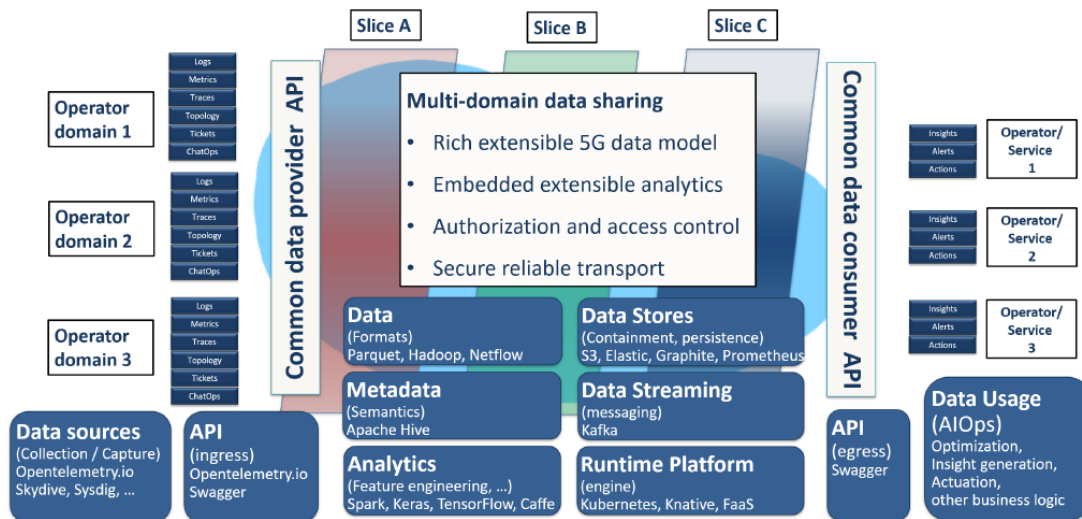 Slice A
Slice B
Slice C
Operator
domain 1
Logs
Metrics
Traces
Topology
Tickets
ChatOps
Operator
domain 2
Logs
Metrics
Traces
Topology
Tickets
ChatOps
Operator
domain 3
Logs
Metrics
Traces
Topology
Tickets
ChatOps
Common data provider API
Multi-domain data sharing
• Rich extensible 5G data model
• Embedded extensible analytics
• Authorization and access control
• Secure reliable transport
Common data consumer API
Insights
Alerts
Actions
Operator/
Service
1
Insights
Alerts
Actions
Operator/
Service
2
Insights
Alerts
Actions
Operator/
Service
3
Data sources
(Collection / Capture)
Opentelemetry.io
Skydive, Sysdig, ...
API
(ingress)
Opentelemetry.io
Swagger
Data
(Formats)
Parquet, Hadoop, Netflow
Metadata
(Semantics)
Apache Hive
Analytics
(Feature engineering, ...)
Spark, Keras, TensorFlow, Caffe
Data Stores
(Containment, persistence)
S3, Elastic, Graphite, Prometheus
Data Streaming
(messaging)
Kafka
Runtime Platform
(engine)
Kubernetes, Knative, FaaS
API
(egress)
Swagger
Data Usage
(AIOps)
Optimization,
Insight generation,
Actuation,
other business logic